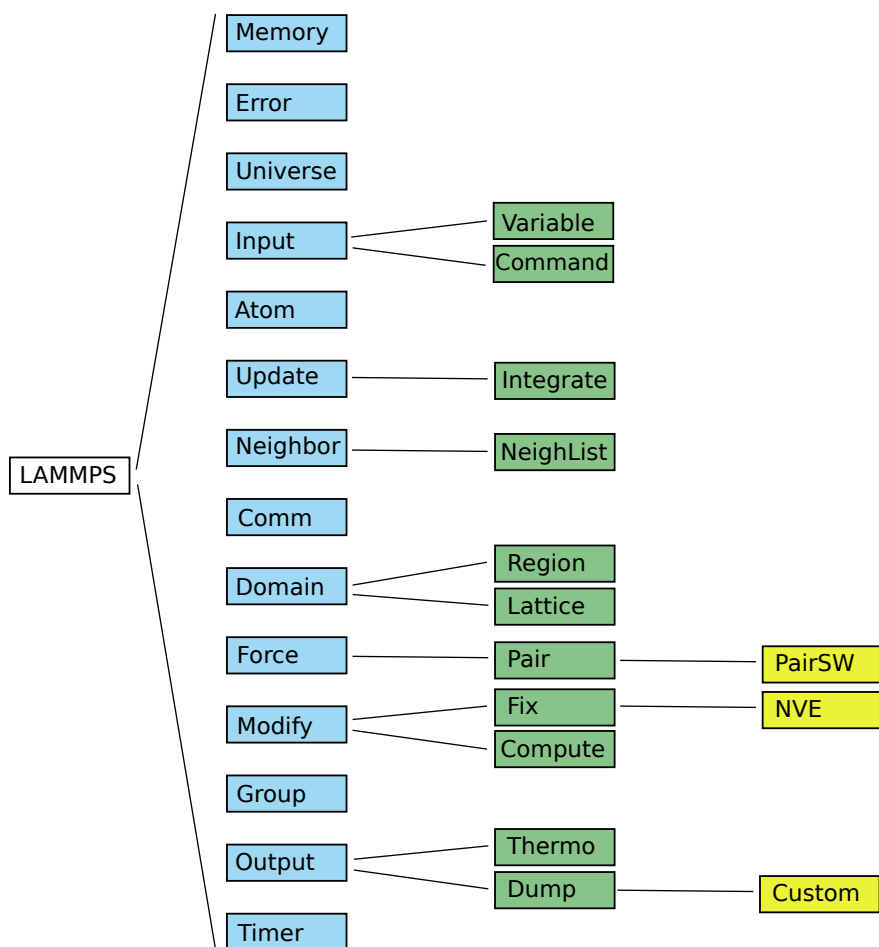 Memory
Error
Universe
Input
Variable
Command
Atom
Update
Integrate
Neighbor
NeighList
LAMMPS
Comm
Domain
Region
Lattice
Force
Pair
PairSW
Modify
Fix
NVE
Compute
Group
Output
Thermo
Dump
Custom
Timer